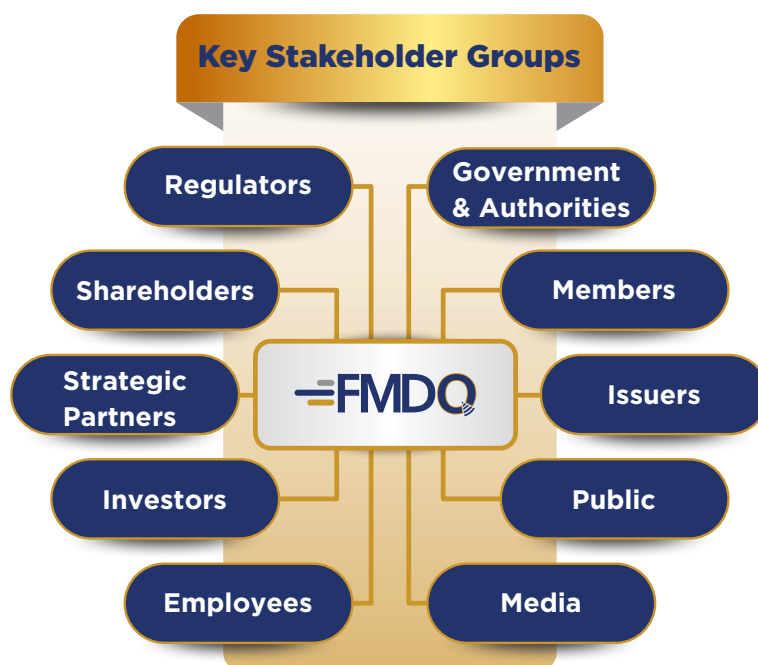 Key Stakeholder Groups
Regulators
Government
& Authorities
Shareholders
Members
FMDQ
Strategic
Partners
Issuers
Investors
Public
Employees
Media